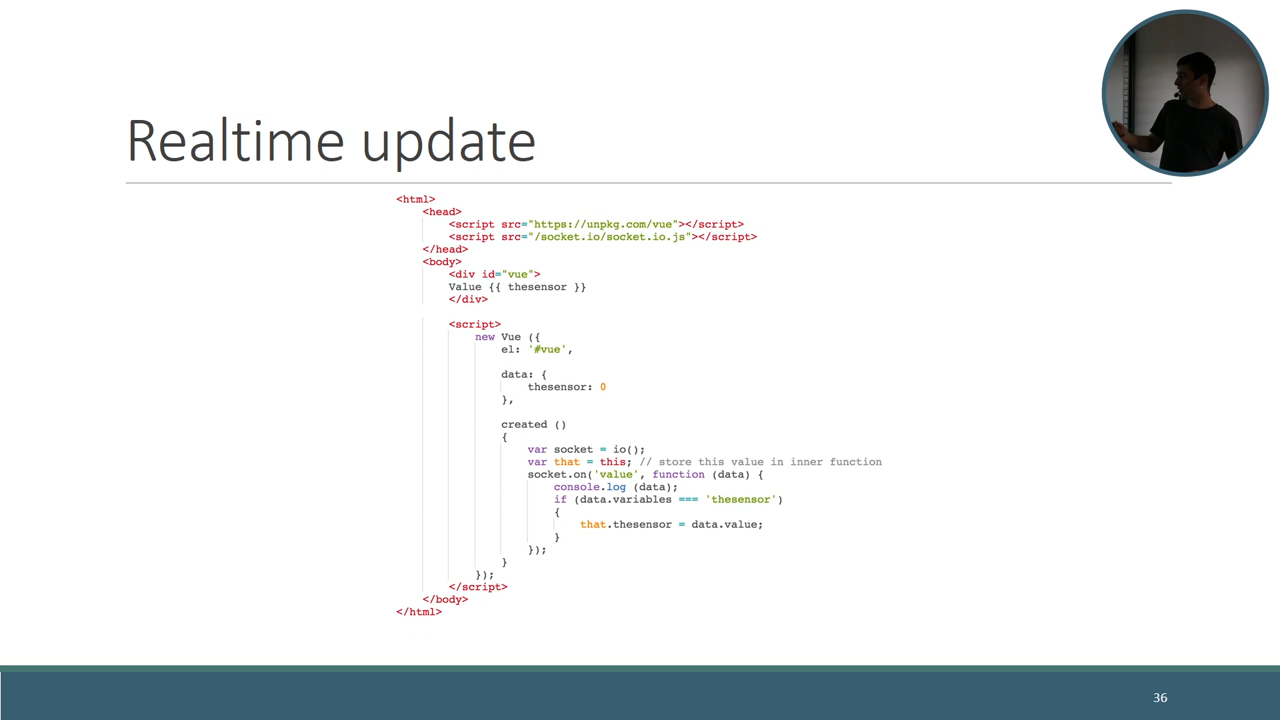 Realtime update
<html>
<head>
<script src="https://unpkg.com/vue"></script>
<script src="/socket.io/socket.io.js"></script>
</head>
<body>
<div id="vue">
Value {{ thesensor }}
</div>
<script>
new Vue ({
el: '#vue',
data: {
thesensor: 0
},
created ()
{
var socket = io();
var that = this; // store this value in inner function
socket.on('value', function (data) {
console.log (data);
if (data.variables === 'thesensor')
{
that.thesensor = data.value;
}
});
}
});
</script>
</body>
</html>
36